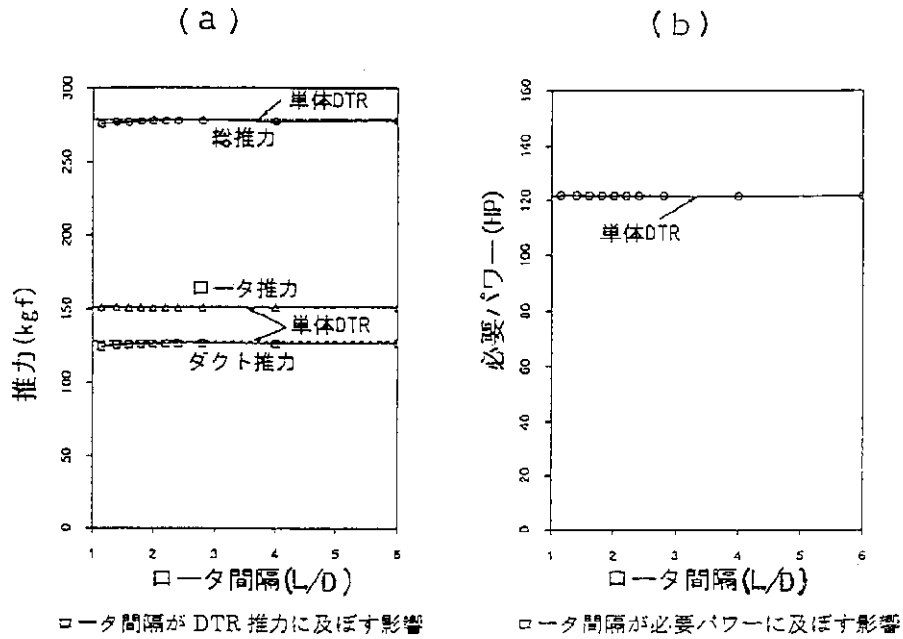 (a)
300
250
200
150
100
50
0
推力(kgf)
単体DTR
総推力
ロータ推力
単体DTR
ダクト推力
1 2 3 4 5 6
ロータ間隔(L/D)
ロータ間隔が DTR 推力に及ぼす影響
(b)
160
140
120
100
80
60
40
20
0
必要パワー(HP)
単体DTR
1 2 3 4 5 6
ロータ間隔(L/D)
ロータ間隔が必要パワーに及ぼす影響